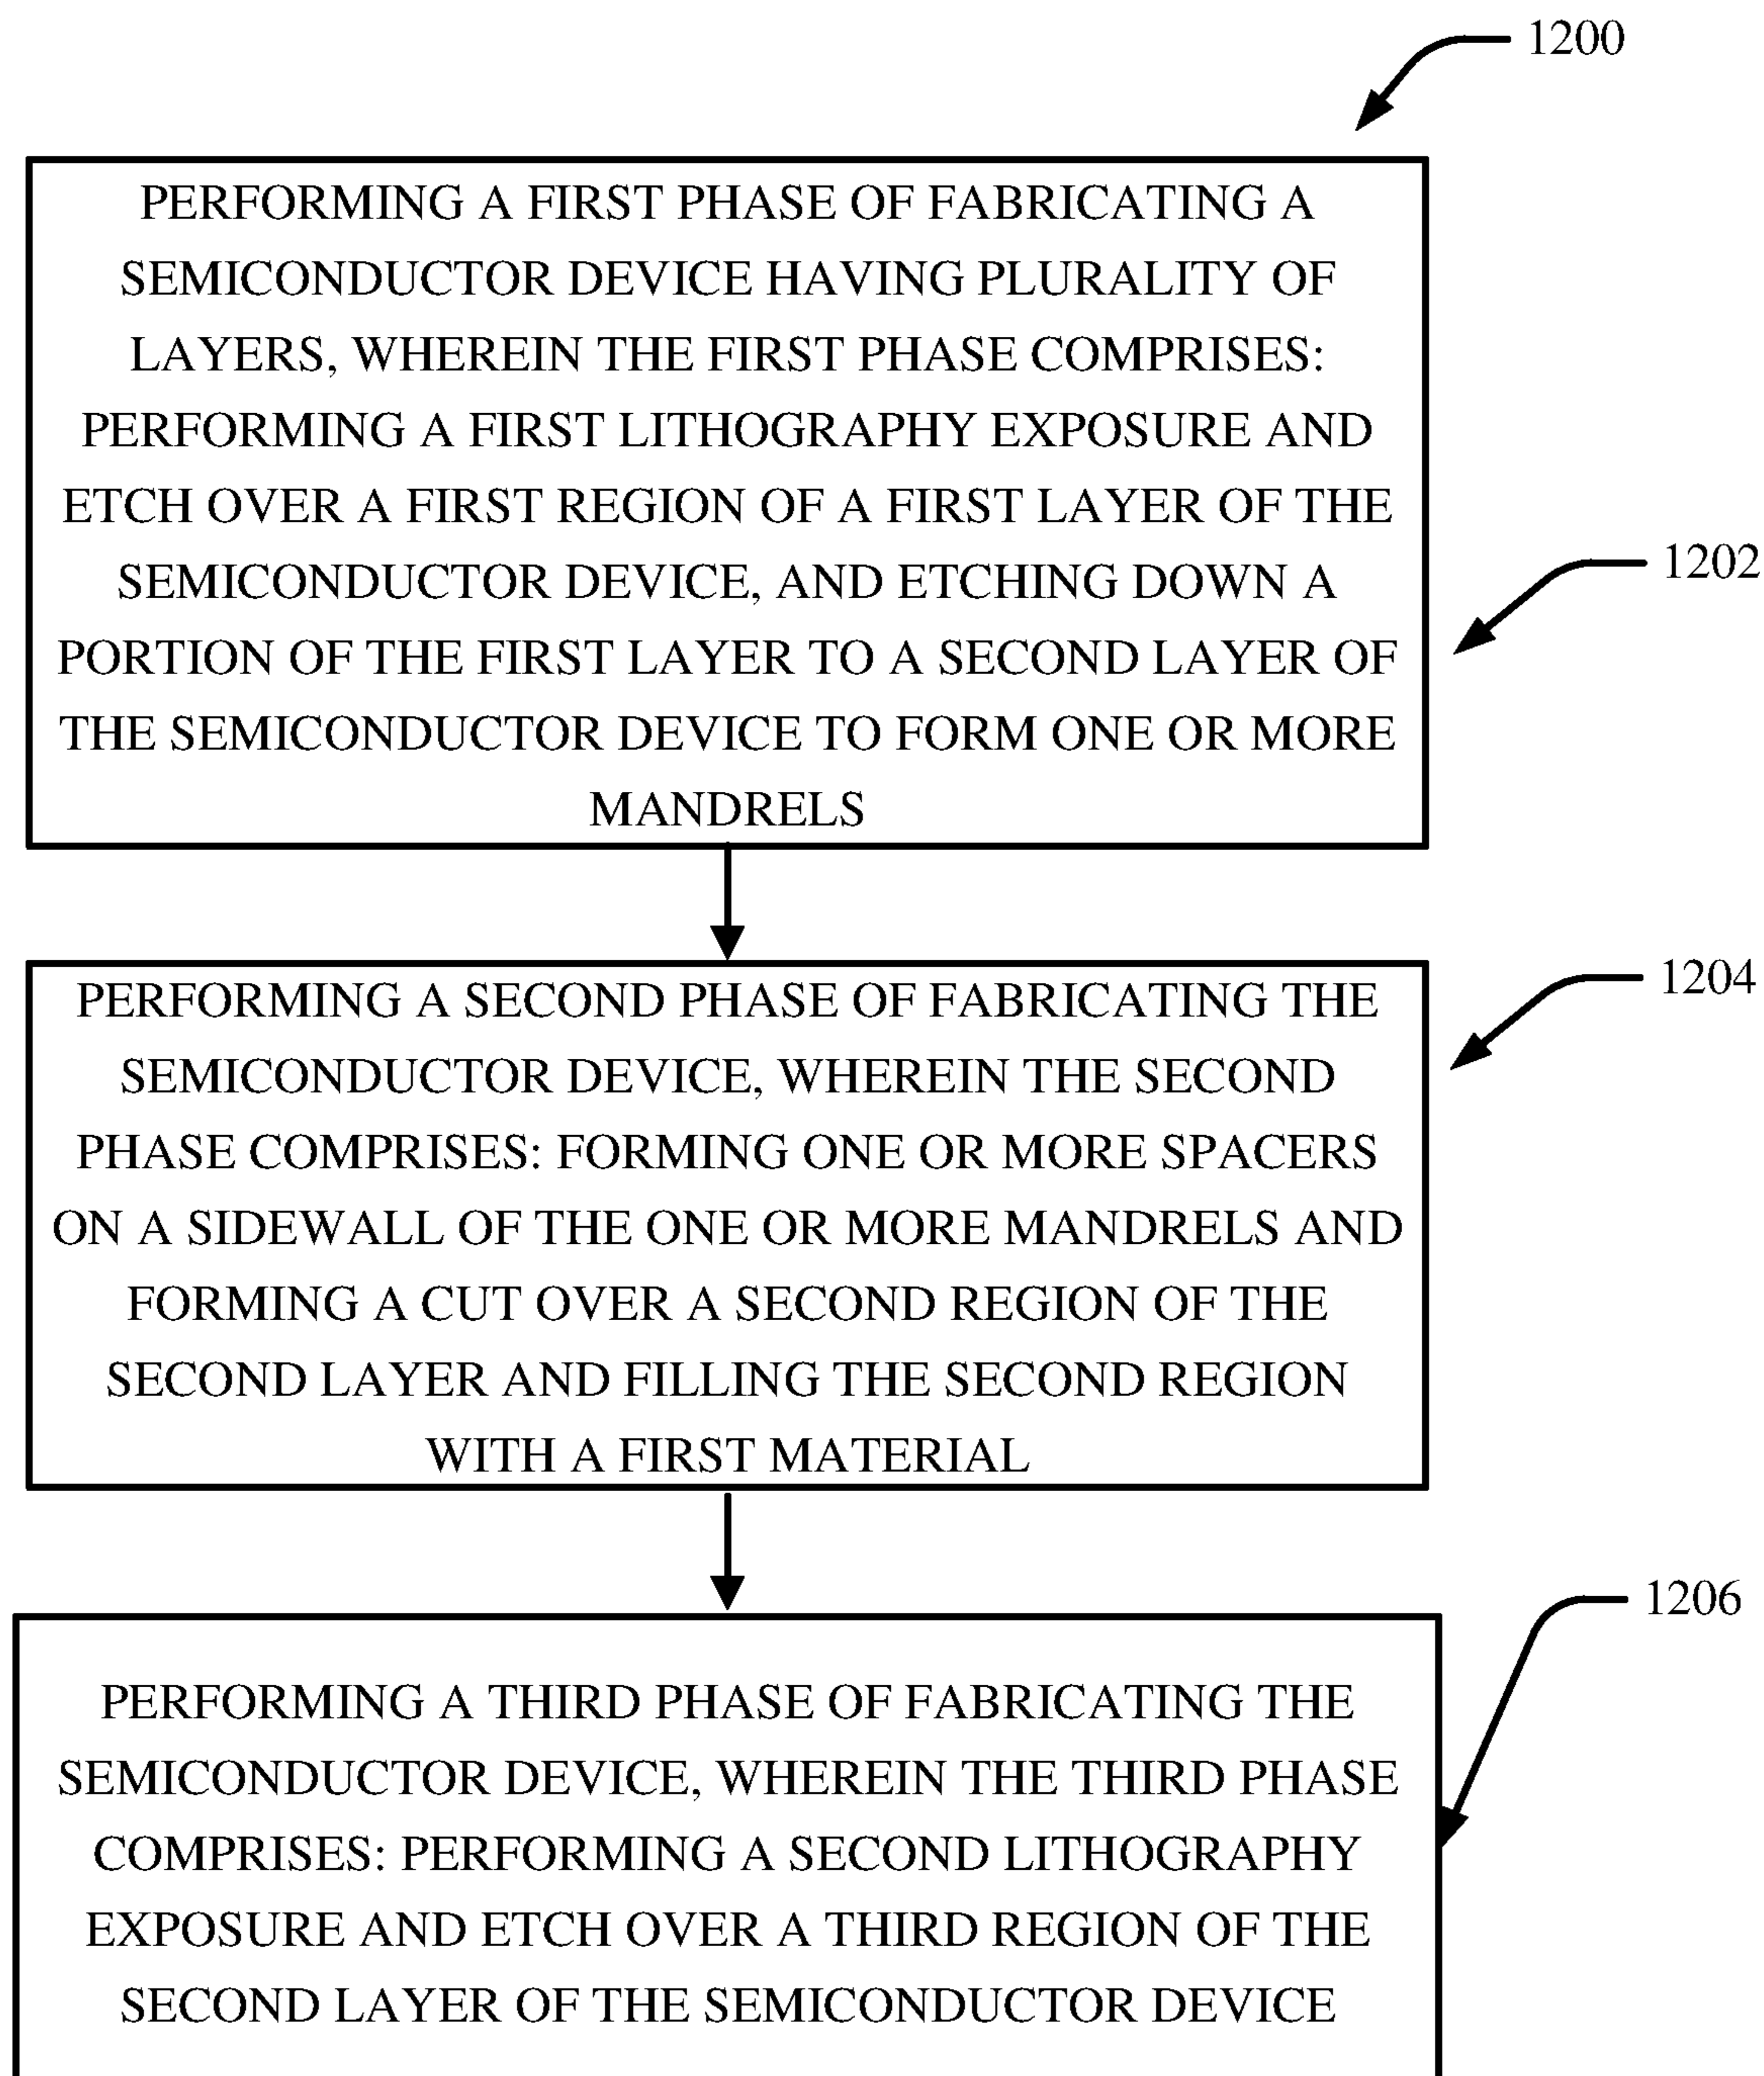 1200
PERFORMING A FIRST PHASE OF FABRICATING A
SEMICONDUCTOR DEVICE HAVING PLURALITY OF
LAYERS, WHEREIN THE FIRST PHASE COMPRISES:
PERFORMING A FIRST LITHOGRAPHY EXPOSURE AND
ETCH OVER A FIRST REGION OF A FIRST LAYER OF THE
SEMICONDUCTOR DEVICE, AND ETCHING DOWN A
PORTION OF THE FIRST LAYER TO A SECOND LAYER OF
THE SEMICONDUCTOR DEVICE TO FORM ONE OR MORE
MANDRELS
1202
PERFORMING A SECOND PHASE OF FABRICATING THE
SEMICONDUCTOR DEVICE, WHEREIN THE SECOND
PHASE COMPRISES: FORMING ONE OR MORE SPACERS
ON A SIDEWALL OF THE ONE OR MORE MANDRELS AND
FORMING A CUT OVER A SECOND REGION OF THE
SECOND LAYER AND FILLING THE SECOND REGION
WITH A FIRST MATERIAL
1204
PERFORMING A THIRD PHASE OF FABRICATING THE
SEMICONDUCTOR DEVICE, WHEREIN THE THIRD PHASE
COMPRISES: PERFORMING A SECOND LITHOGRAPHY
EXPOSURE AND ETCH OVER A THIRD REGION OF THE
SECOND LAYER OF THE SEMICONDUCTOR DEVICE
1206